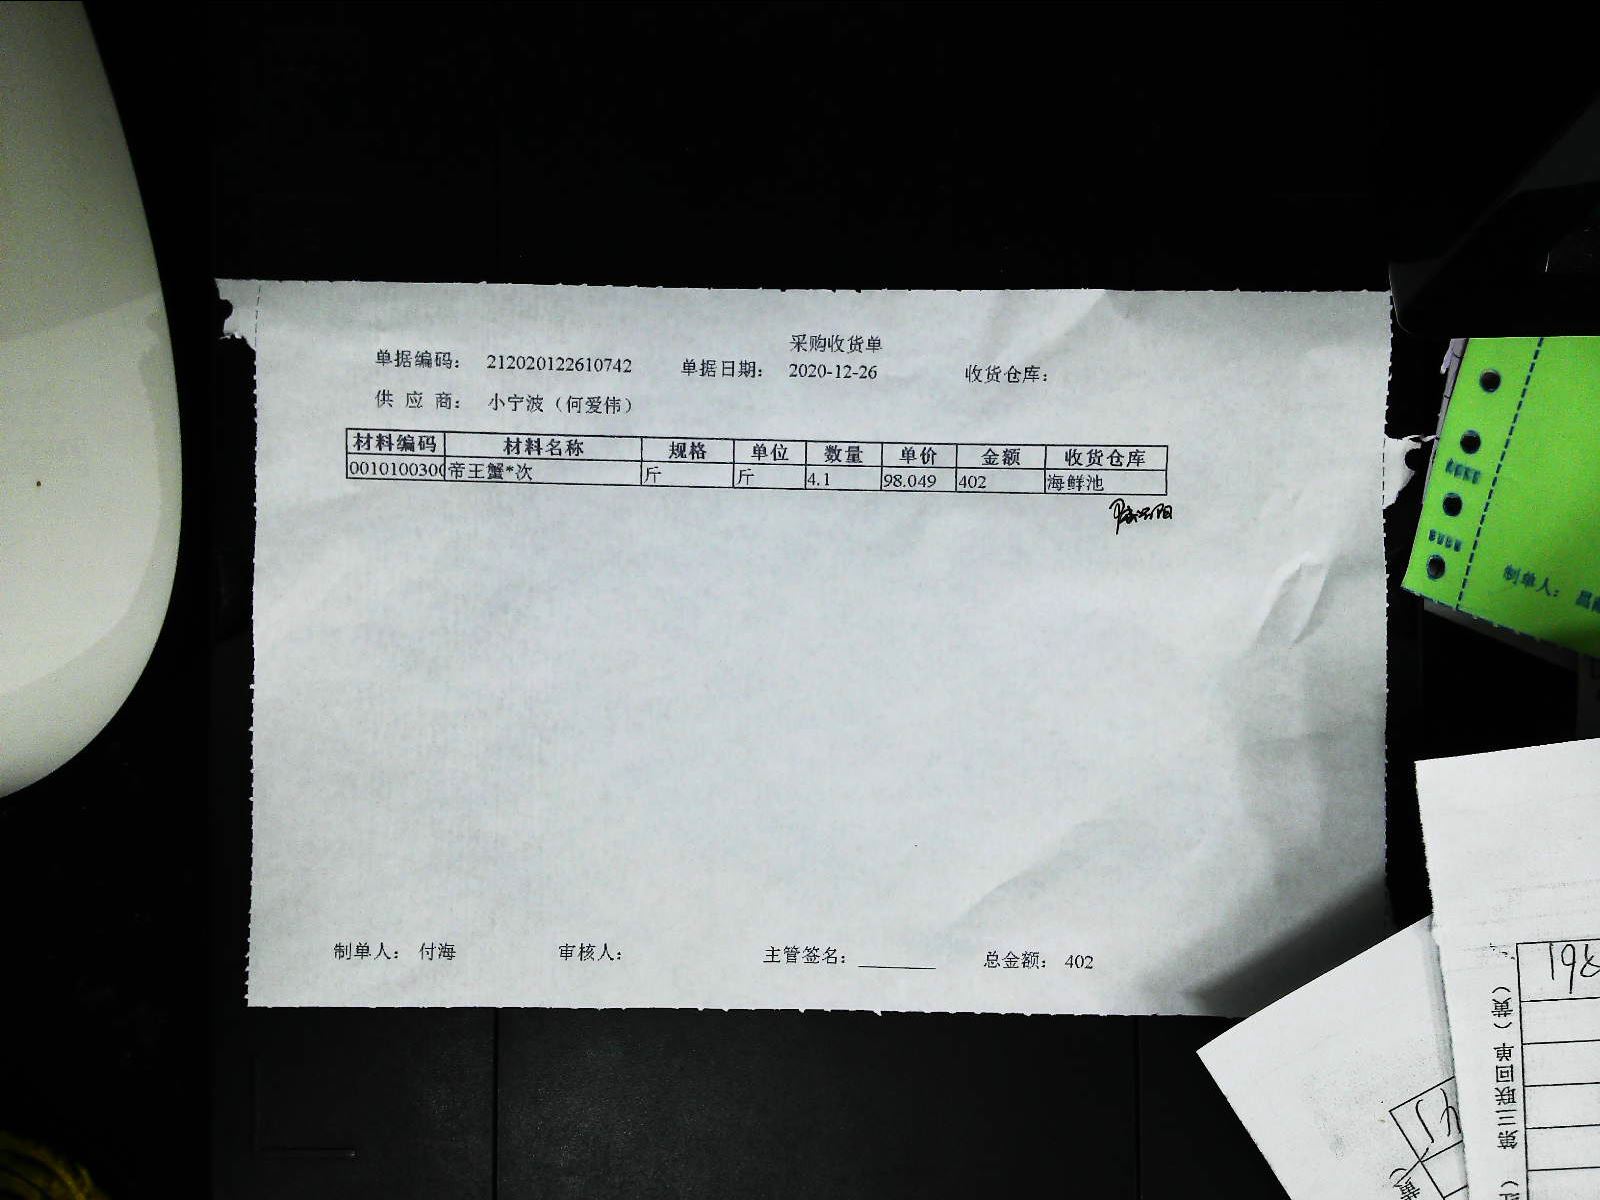 采购收货单
单据编码： 212020122610742 单据日期： 2020-12-26 收货仓库：
供 应 商： 小宁波（何爱伟）
材料编码 材料名称 规格 单位 数量 单价 金额 收货仓库
0010100300 帝王蟹*次 斤 斤 4.1 98.049 402 海鲜池
制单人： 付海 审核人： 主管签名： 总金额： 402
制单人： 昌
第三联回单（黄）